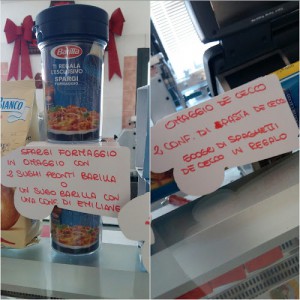 Barilla
TI REGALA
L'ESCLUSIVO
SPARGI
FORMAGGIO
BIANCO
SPARGI FORMAGGIO
IN OMAGGIO CON
2 SUGHI PRONTI BARILLA
O
UN SUGO BARILLA CON
UNA CONF. DI EMILIANE
OMAGGIO DE CECCO
2 CONF. DI PASTA DE CECCO
500GR DI SPAGHETTI
DE CECCO IN REGALO